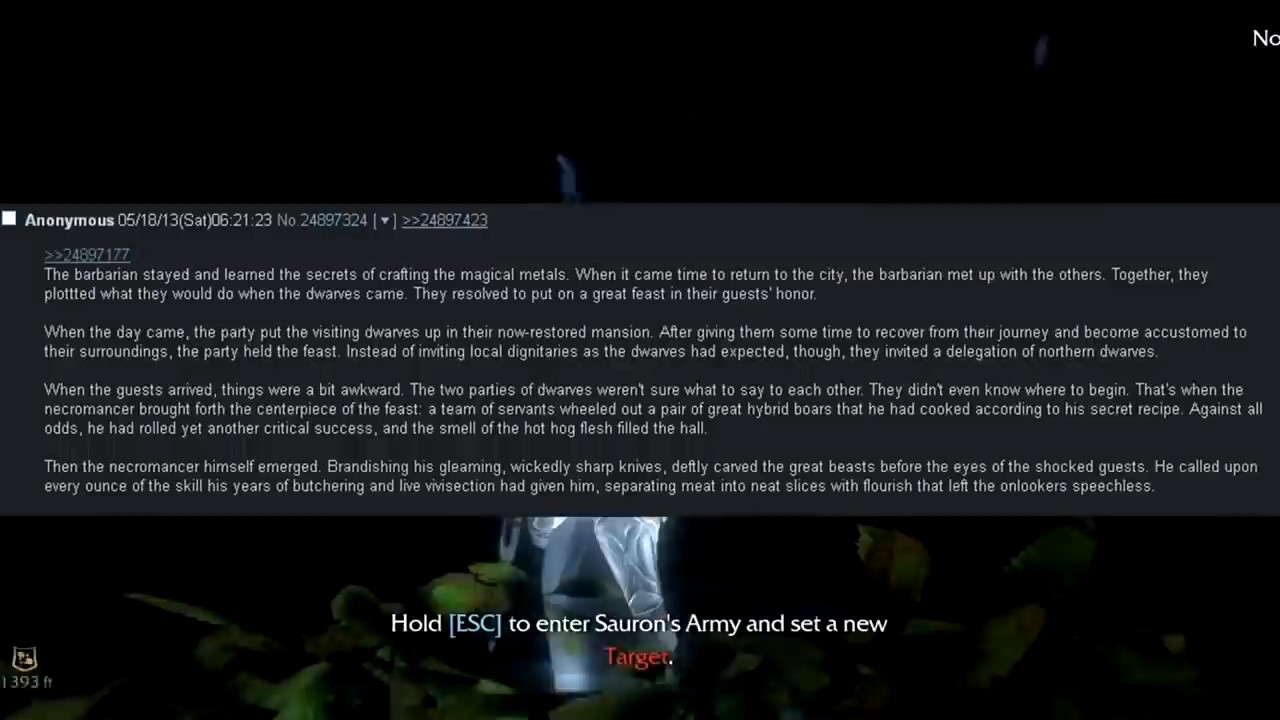 No
Anonymous 05/18/13(Sat)06:21:23 No.24897324 [▼] >>24897423
>>24897177
The barbarian stayed and learned the secrets of crafting the magical metals. When it came time to return to the city, the barbarian met up with the others. Together, they
plottted what they would do when the dwarves came. They resolved to put on a great feast in their guests' honor.
When the day came, the party put the visiting dwarves up in their now-restored mansion. After giving them some time to recover from their journey and become accustomed to
their surroundings, the party held the feast. Instead of inviting local dignitaries as the dwarves had expected, though, they invited a delegation of northern dwarves.
When the guests arrived, things were a bit awkward. The two parties of dwarves weren't sure what to say to each other. They didn't even know where to begin. That's when the
necromancer brought forth the centerpiece of the feast: a team of servants wheeled out a pair of great hybrid boars that he had cooked according to his secret recipe. Against all
odds, he had rolled yet another critical success, and the smell of the hot hog flesh filled the hall.
Then the necromancer himself emerged. Brandishing his gleaming, wickedly sharp knives, deftly carved the great beasts before the eyes of the shocked guests. He called upon
every ounce of the skill his years of butchering and live vivisection had given him, separating meat into neat slices with flourish that left the onlookers speechless.
Hold [ESC] to enter Sauron's Army and set a new
Target.
1393 ft